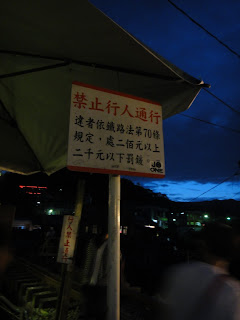 禁止行人通行
違者依鐵路法第70條
規定，處二佰元以上
二千元以下罰鍰